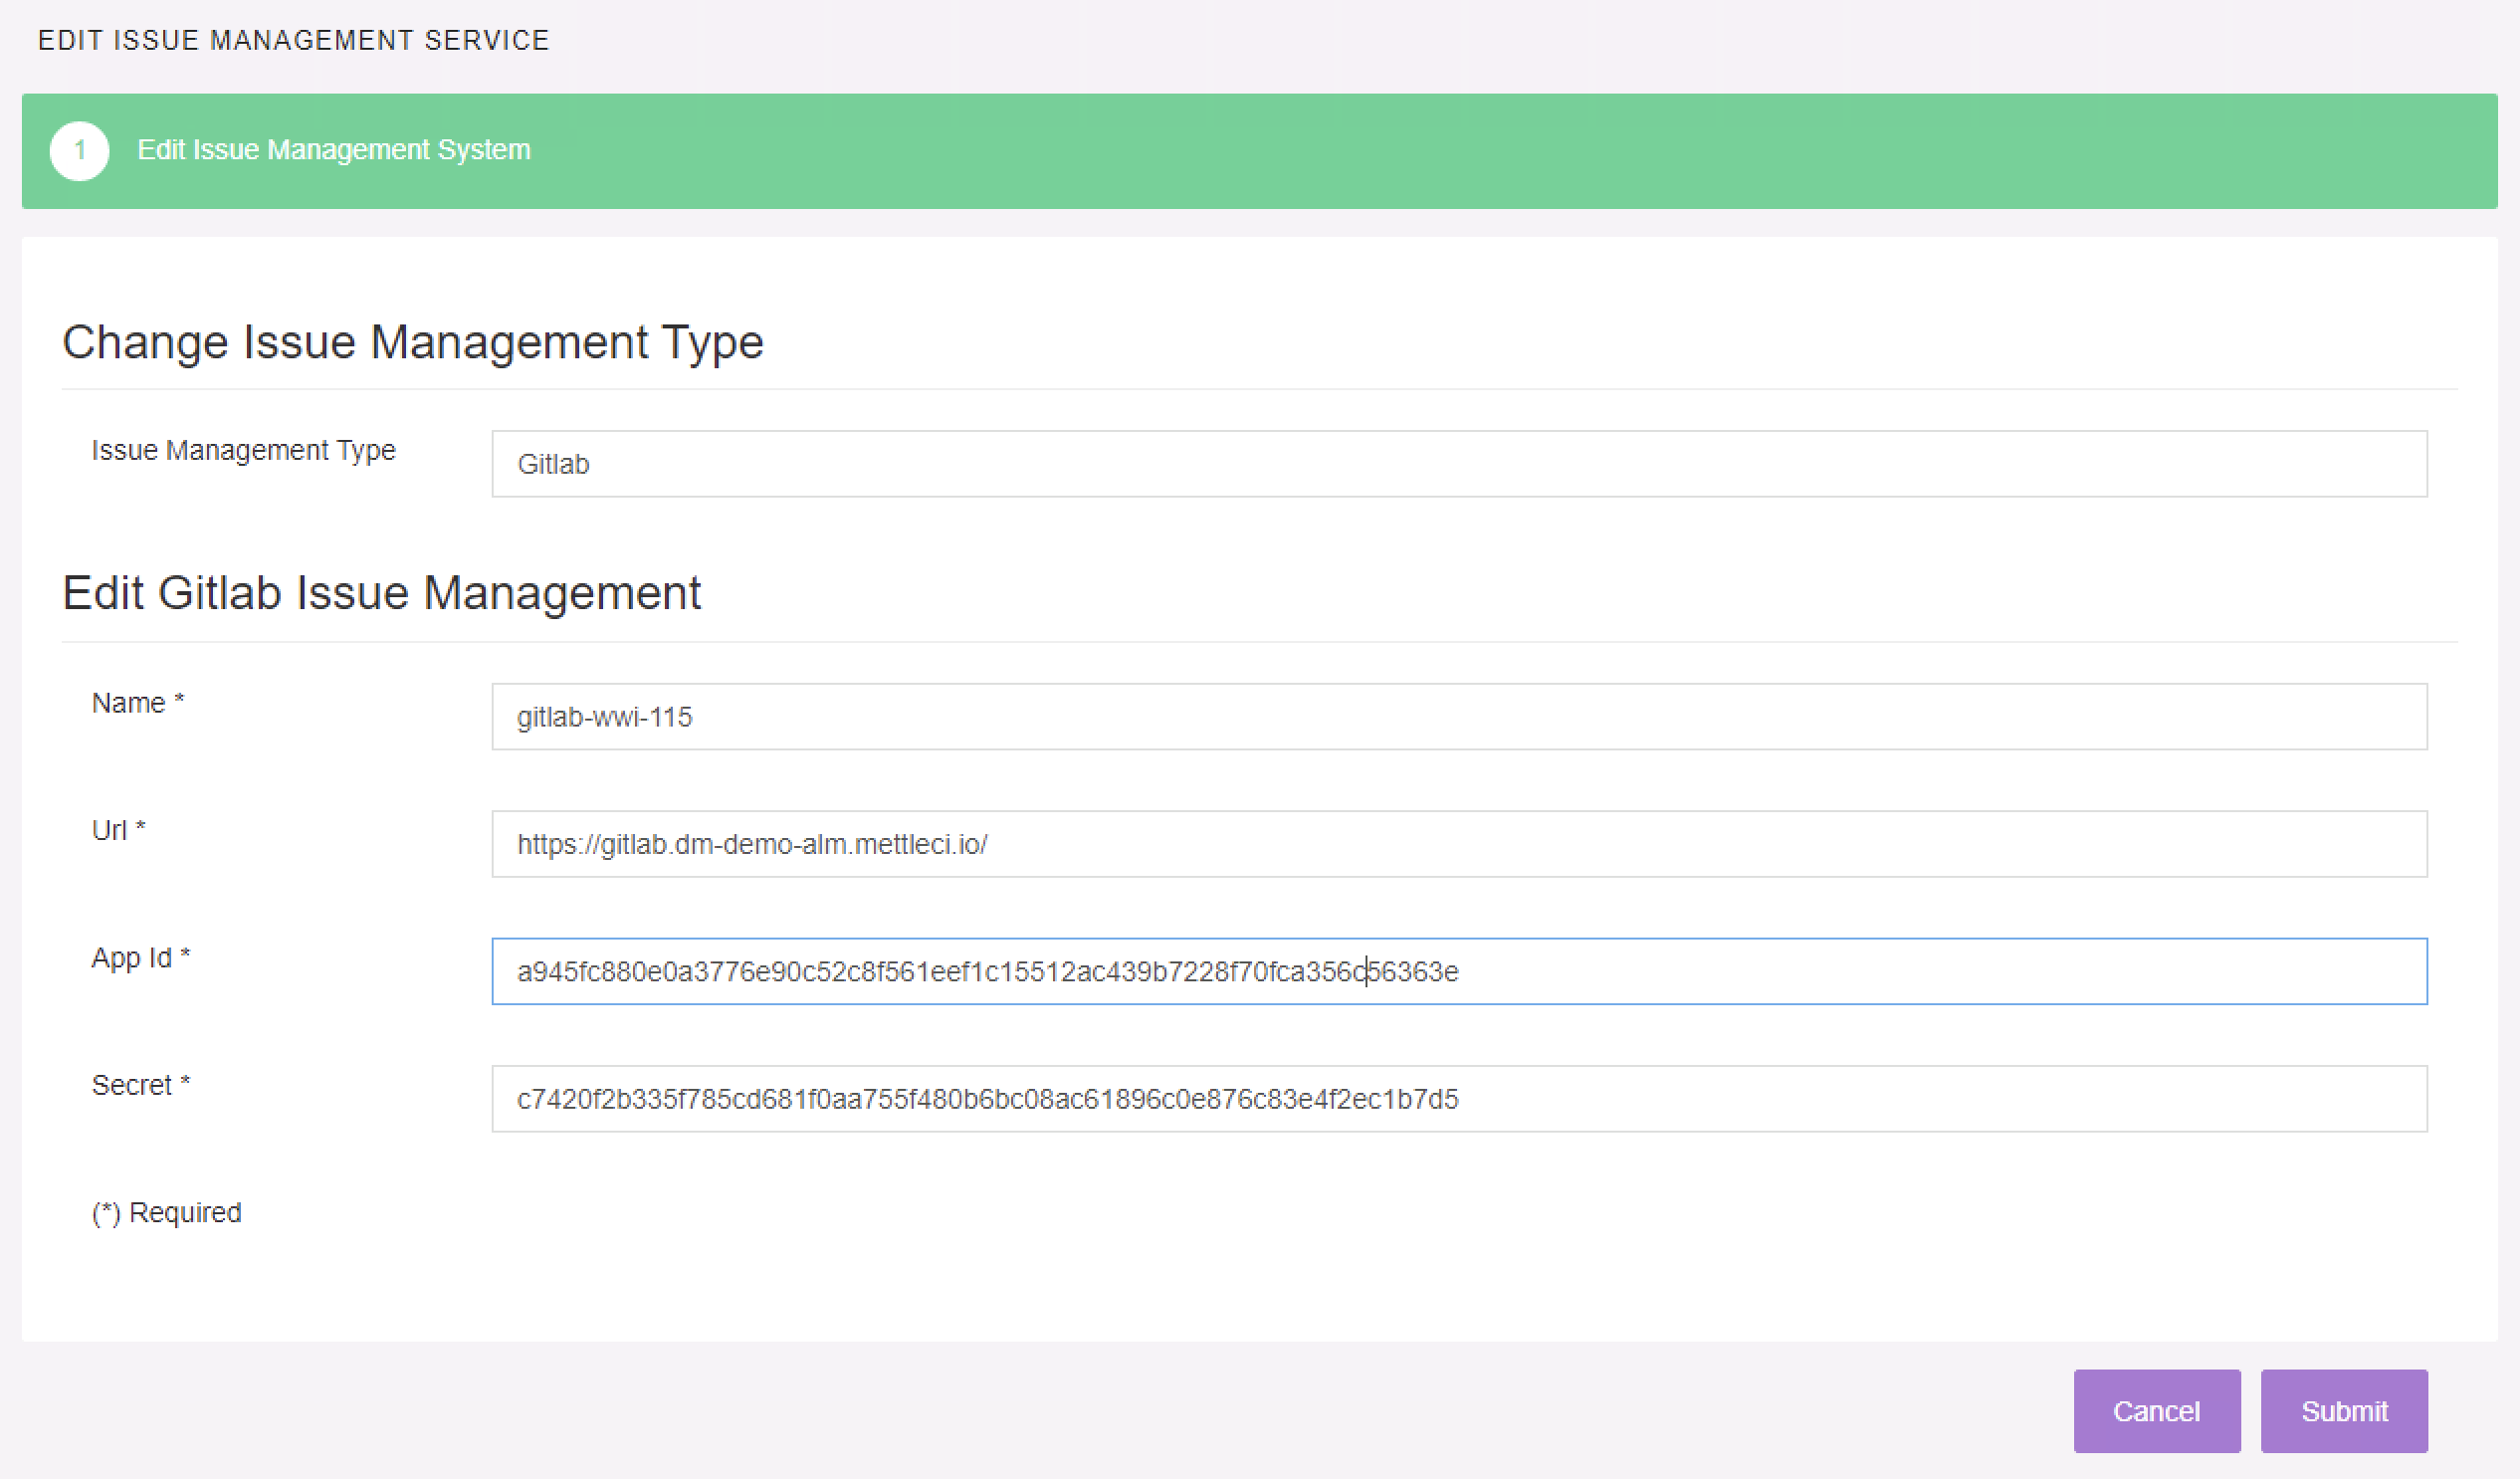 EDIT ISSUE MANAGEMENT SERVICE
1 Edit Issue Management System
Change Issue Management Type
Issue Management Type Gitlab
Edit Gitlab Issue Management
Name * gitlab-wwi-115
Url * https://gitlab.dm-demo-alm.mettleci.io/
App Id * a945fc880e0a3776e90c52c8f561eef1c15512ac439b7228f70fca356c56363e
Secret * c7420f2b335f785cd681f0aa755f480b6bc08ac61896c0e876c83e4f2ec1b7d5
(*) Required
Cancel Submit